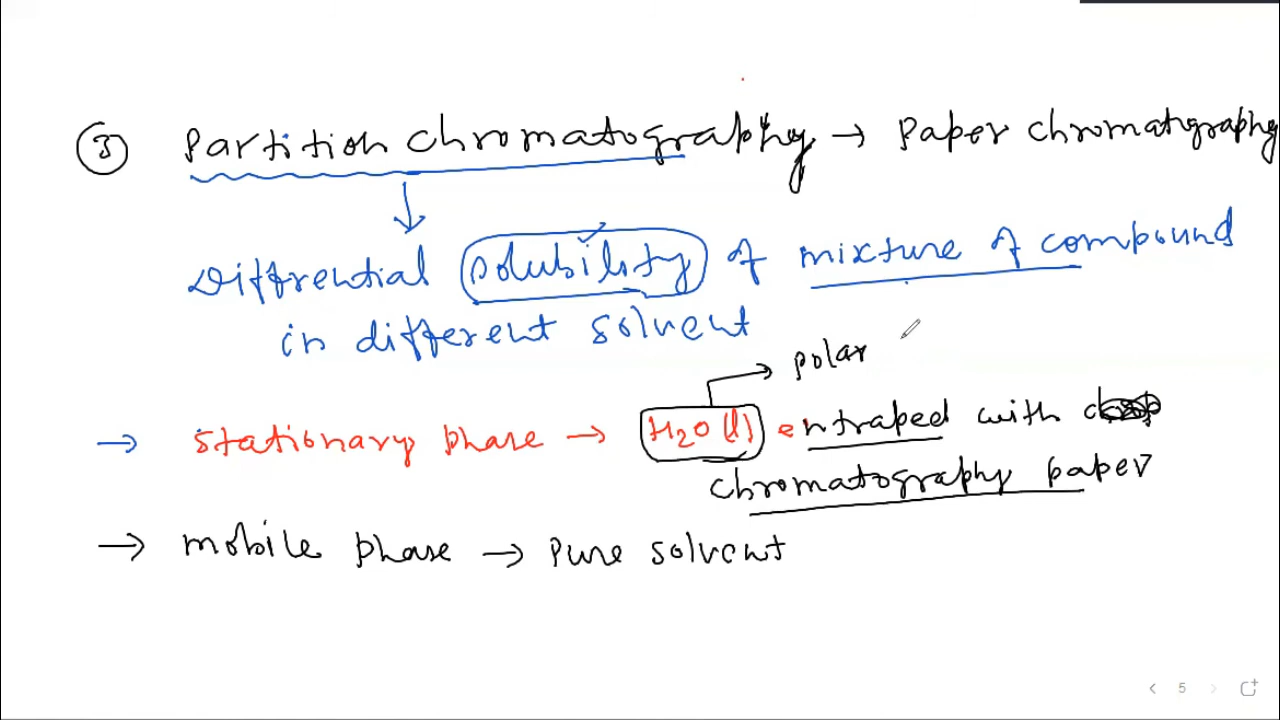 ③ Partition chromatography → Paper chromatography
↓
Diffrential solubility of mixture of compound
in different solvent
→ polar
→ stationary phase → H2O(l) entraped with
chromatography paper
→ mobile phase → Pure solvent
5